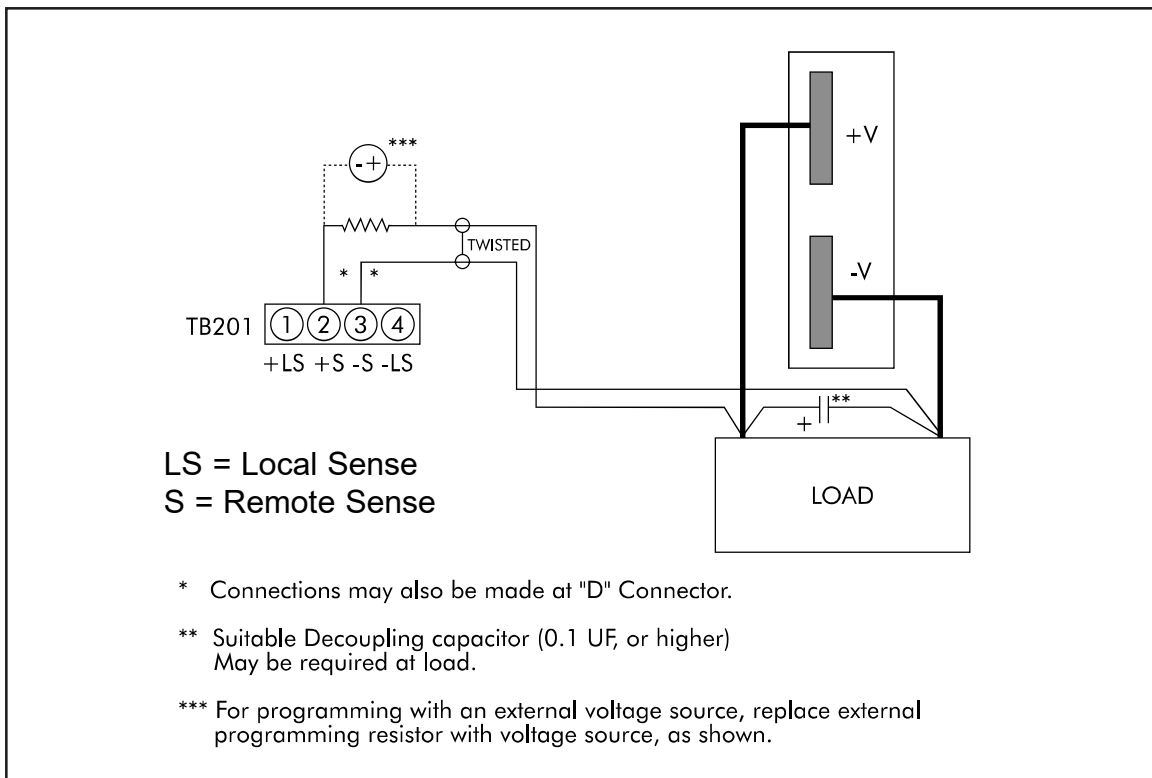 - + ***
+V
TWISTED
-V
* *
TB201 1 2 3 4
+LS +S -S -LS
+ **
LS = Local Sense
S = Remote Sense
LOAD
* Connections may also be made at "D" Connector.
** Suitable Decoupling capacitor (0.1 UF, or higher)
May be required at load.
*** For programming with an external voltage source, replace external
programming resistor with voltage source, as shown.